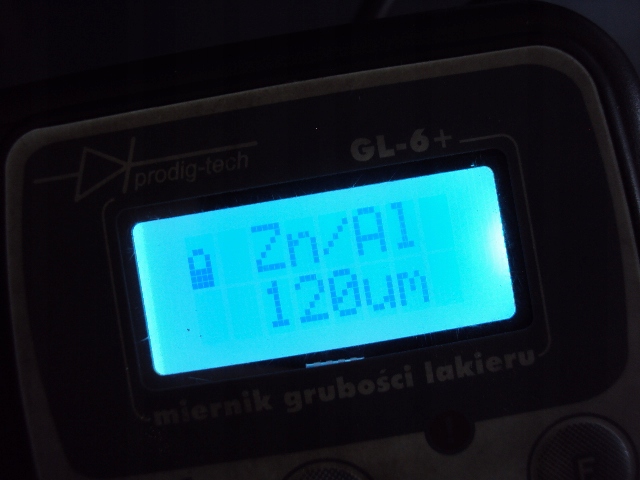 prodig-tech
GL-6+
Zn/Al
120um
miernik grubości lakieru
F